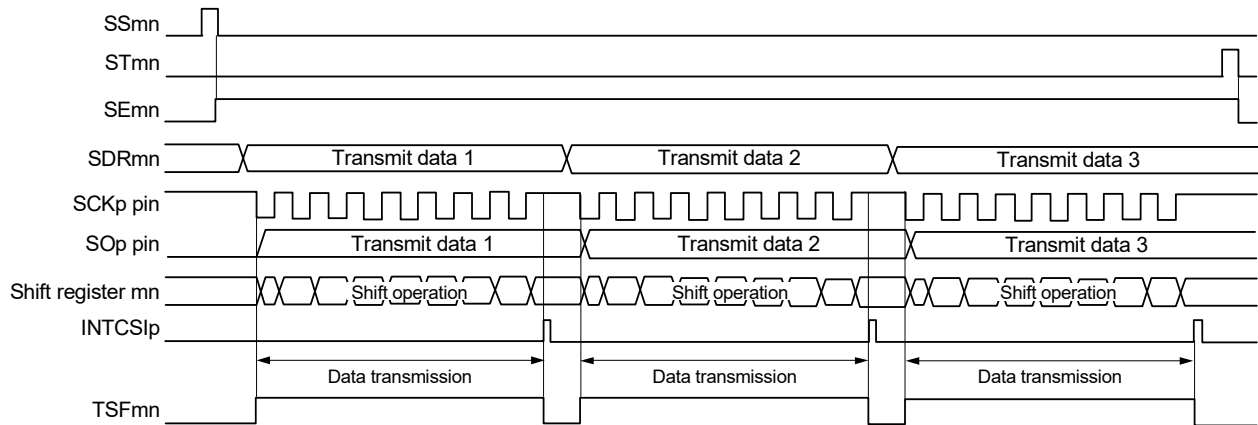 SSmn
STmn
SEmn
SDRmn Transmit data 1 Transmit data 2 Transmit data 3
SCKp pin
SOp pin Transmit data 1 Transmit data 2 Transmit data 3
Shift register mn Shift operation Shift operation Shift operation
INTCSIp
Data transmission Data transmission Data transmission
TSFmn